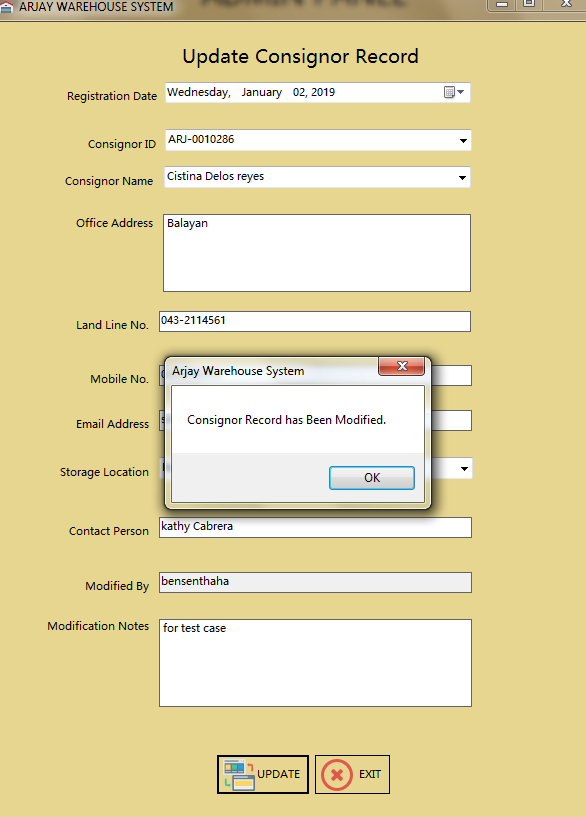 ADMIN PANEL
ARJAY WAREHOUSE SYSTEM
Update Consignor Record
Registration Date Wednesday, January 02, 2019
Consignor ID ARJ-0010286
Consignor Name Cistina Delos reyes
Office Address Balayan
Land Line No. 043-2114561
Arjay Warehouse System
Mobile No.
Consignor Record has Been Modified.
Email Address
Storage Location
OK
Contact Person kathy Cabrera
Modified By bensenthaha
Modification Notes for test case
UPDATE EXIT